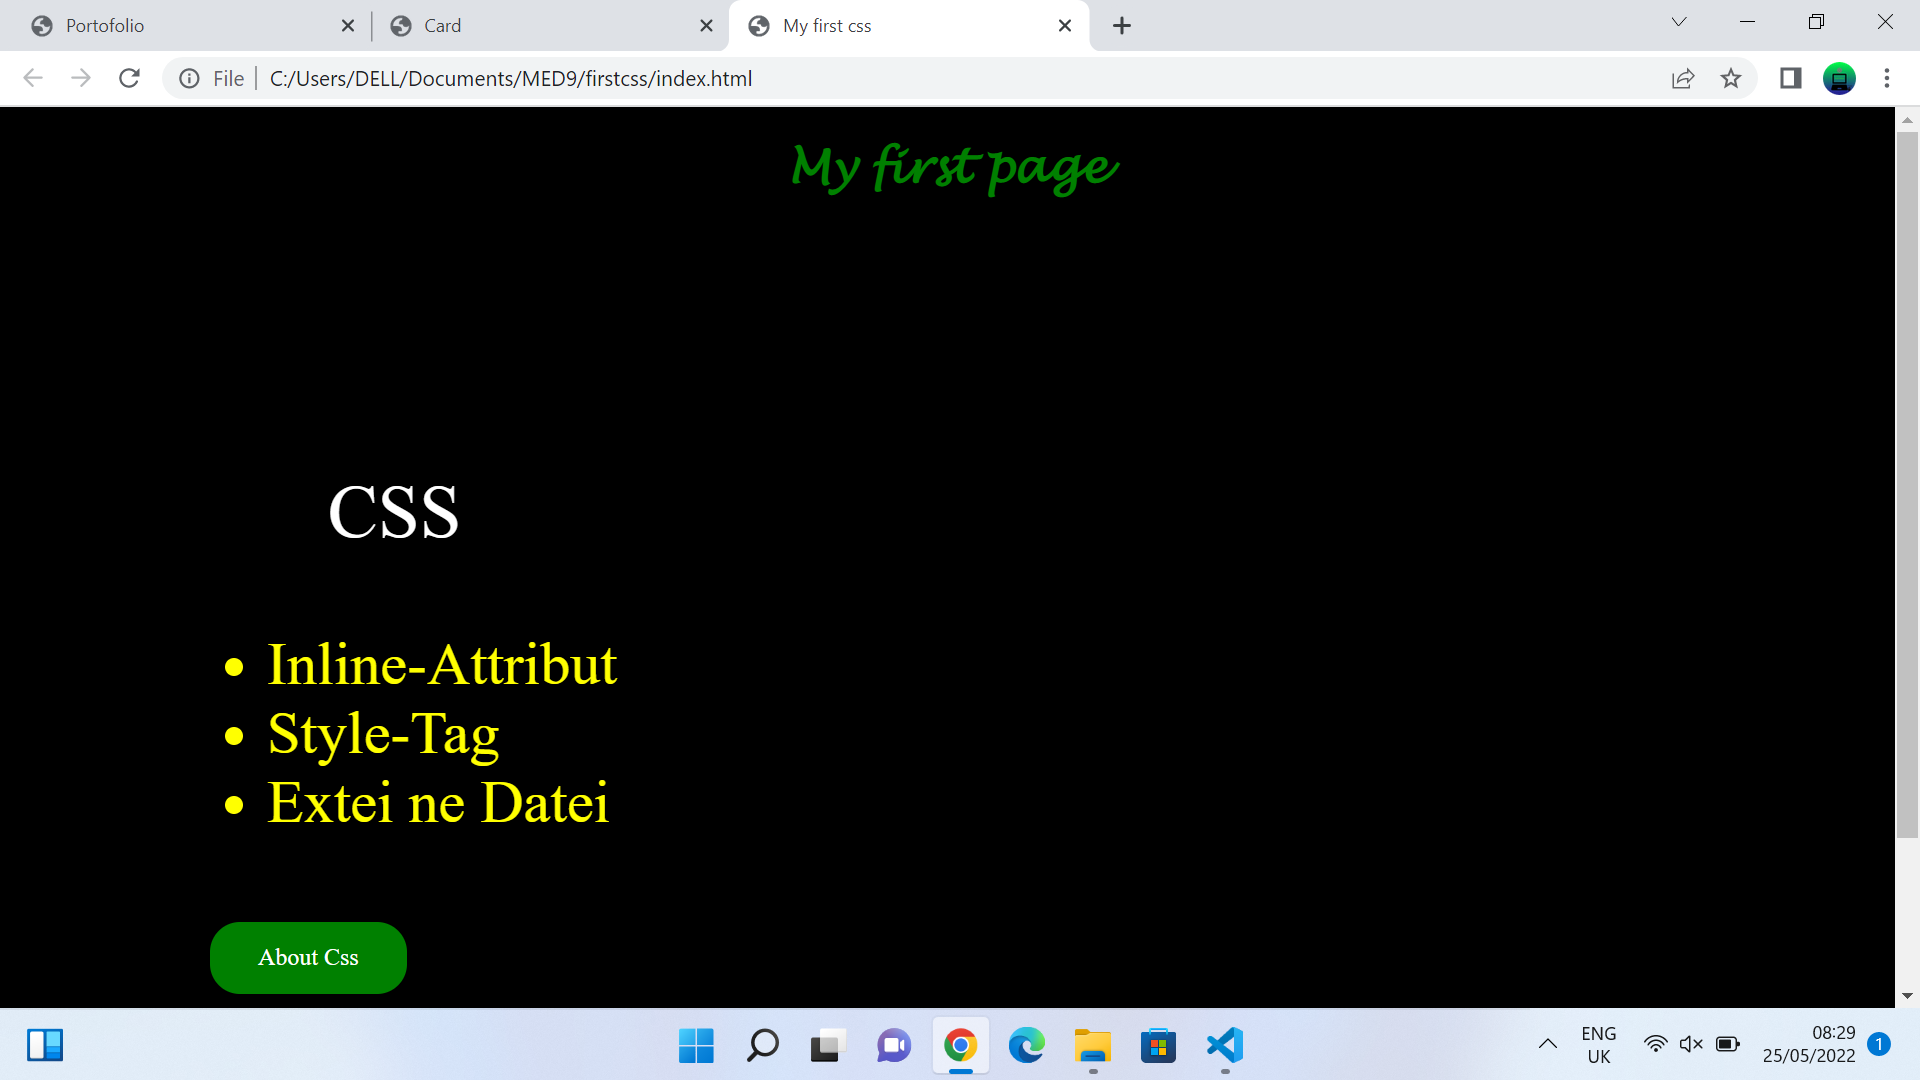 Portofolio
Card
My first css
File
C:/Users/DELL/Documents/MED9/firstcss/index.html
My first page
CSS
Inline-Attribut
Style-Tag
Extei ne Datei
About Css
ENG
UK
08:29
25/05/2022
1